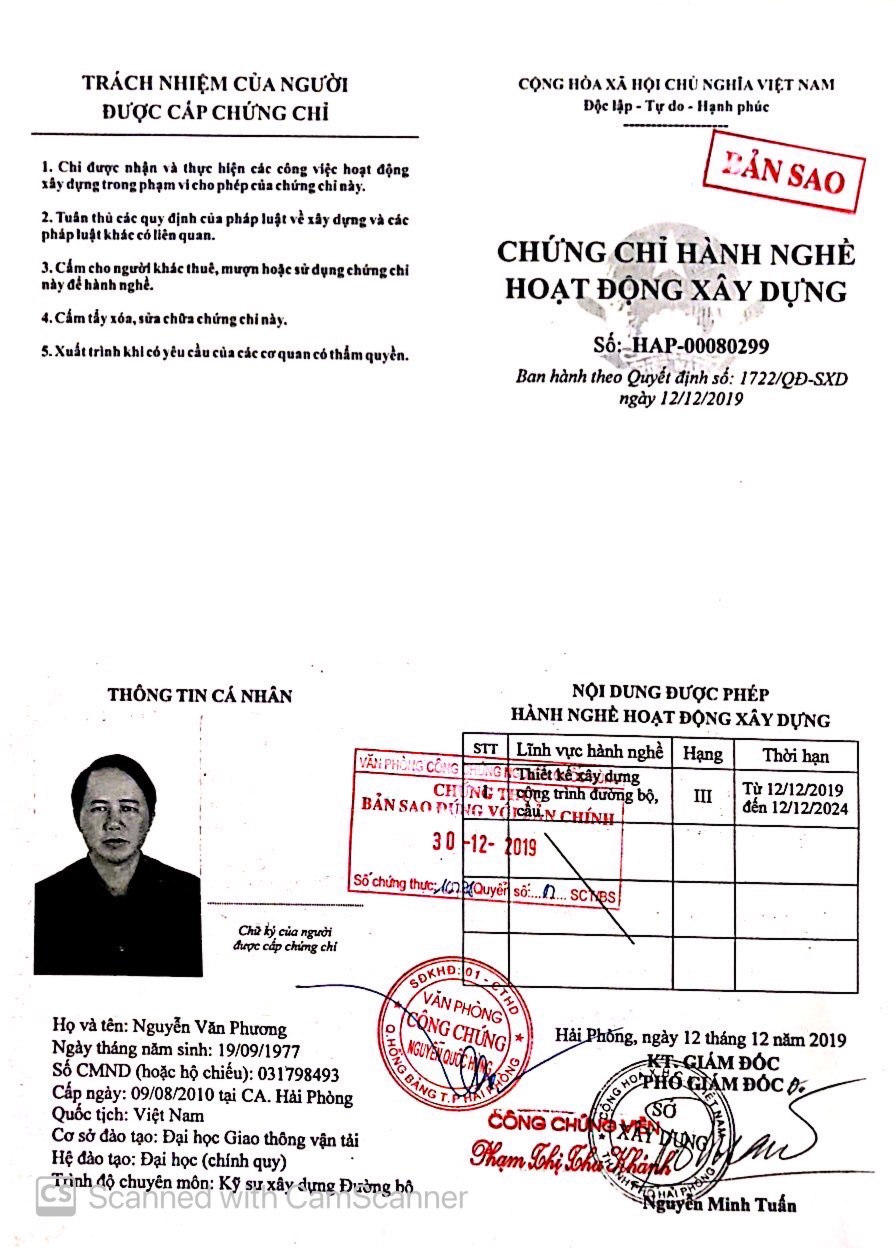 TRÁCH NHIỆM CỦA NGƯỜI
ĐƯỢC CẤP CHỨNG CHỈ
1. Chỉ được nhận và thực hiện các công việc hoạt động
xây dựng trong phạm vi cho phép của chứng chỉ này.
2. Tuân thủ các quy định của pháp luật về xây dựng và các
pháp luật khác có liên quan.
3. Cấm cho người khác thuê, mượn hoặc sử dụng chứng chỉ
này để hành nghề.
4. Cấm tẩy xóa, sửa chữa chứng chỉ này.
5. Xuất trình khi có yêu cầu của các cơ quan có thẩm quyền.
CỘNG HÒA XÃ HỘI CHỦ NGHĨA VIỆT NAM
Độc lập - Tự do - Hạnh phúc
BẢN SAO
CHỨNG CHỈ HÀNH NGHỀ
HOẠT ĐỘNG XÂY DỰNG
Số: HAP-00080299
Ban hành theo Quyết định số: 1722/QĐ-SXD
ngày 12/12/2019
THÔNG TIN CÁ NHÂN
Chữ ký của người
được cấp chứng chỉ
Họ và tên: Nguyễn Văn Phương
Ngày tháng năm sinh: 19/09/1977
Số CMND (hoặc hộ chiếu): 031798493
Cấp ngày: 09/08/2010 tại CA. Hải Phòng
Quốc tịch: Việt Nam
Cơ sở đào tạo: Đại học Giao thông vận tải
Hệ đào tạo: Đại học (chính quy)
Trình độ chuyên môn: Kỹ sư xây dựng Đường bộ
NỘI DUNG ĐƯỢC PHÉP
HÀNH NGHỀ HOẠT ĐỘNG XÂY DỰNG
STT Lĩnh vực hành nghề Hạng Thời hạn
1 Thiết kế xây dựng
công trình đường bộ,
cầu.
III
Từ 12/12/2019
đến 12/12/2024
VĂN PHÒNG CÔNG CHỨNG
CHỨNG THỰC
BẢN SAO ĐÚNG VỚI BẢN CHÍNH
30 -12- 2019
Số chứng thực: Quyển số: SCT/BS
SĐKHĐ: 01 - CTHD
VĂN PHÒNG
CÔNG CHỨNG
NGUYỄN QUỐC HÙNG
Q.HỒNG BÀNG T.P HẢI PHÒNG
Hải Phòng, ngày 12 tháng 12 năm 2019
KT. GIÁM ĐỐC
PHÓ GIÁM ĐỐC
CỘNG HÒA X.H.C.N VIỆT NAM
SỞ
XÂY DỰNG
THÀNH PHỐ HẢI PHÒNG
CÔNG CHỨNG VIÊN
Phạm Thị Thu Khánh
Nguyễn Minh Tuấn
CS Scanned with CamScanner